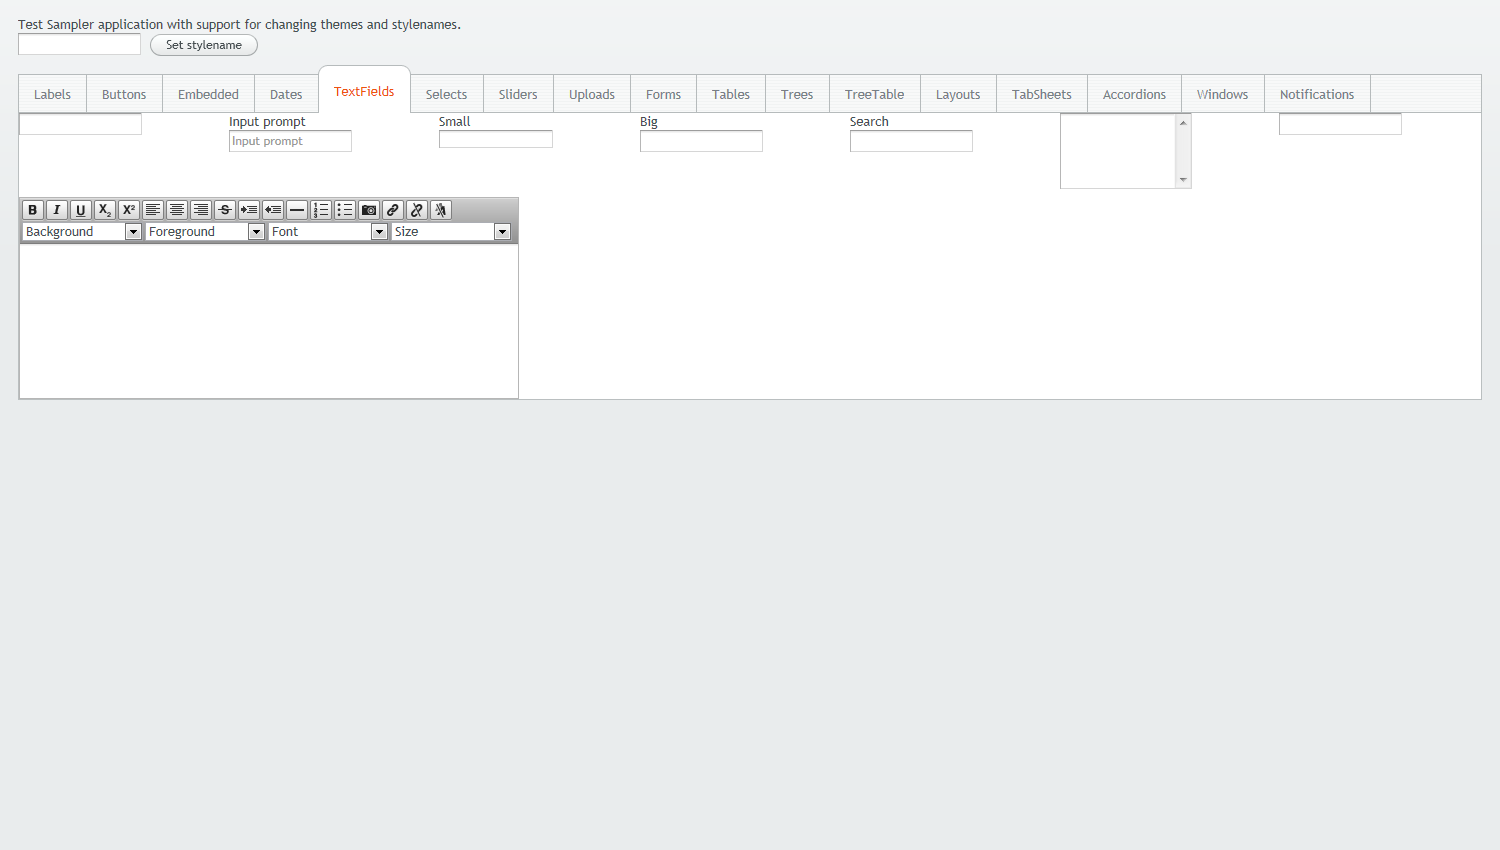 Test Sampler application with support for changing themes and stylenames.
Set stylename
Labels Buttons Embedded Dates TextFields Selects Sliders Uploads Forms Tables Trees TreeTable Layouts TabSheets Accordions Windows Notifications
Input prompt Small Big Search
Input prompt
B I U X₂ X² S
Background Foreground Font Size